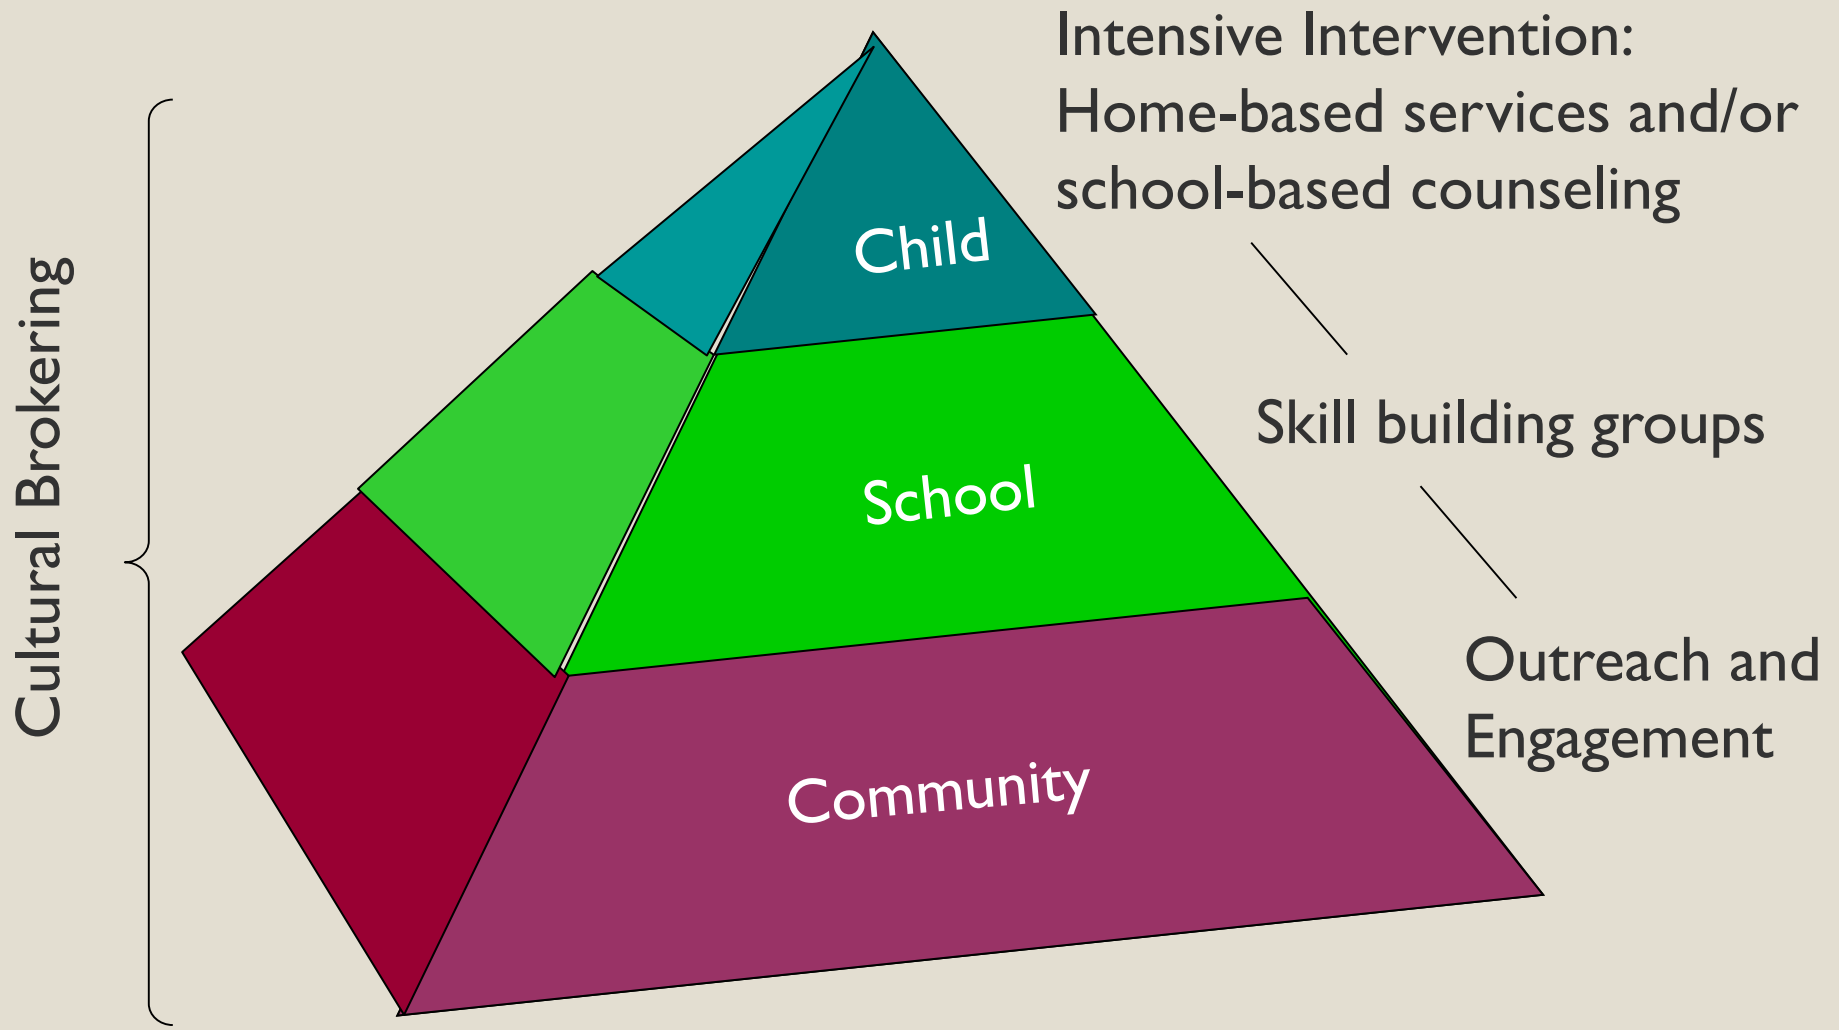 Intensive Intervention:
Home-based services and/or
school-based counseling
Child
Cultural Brokering
Skill building groups
School
Outreach and
Engagement
Community